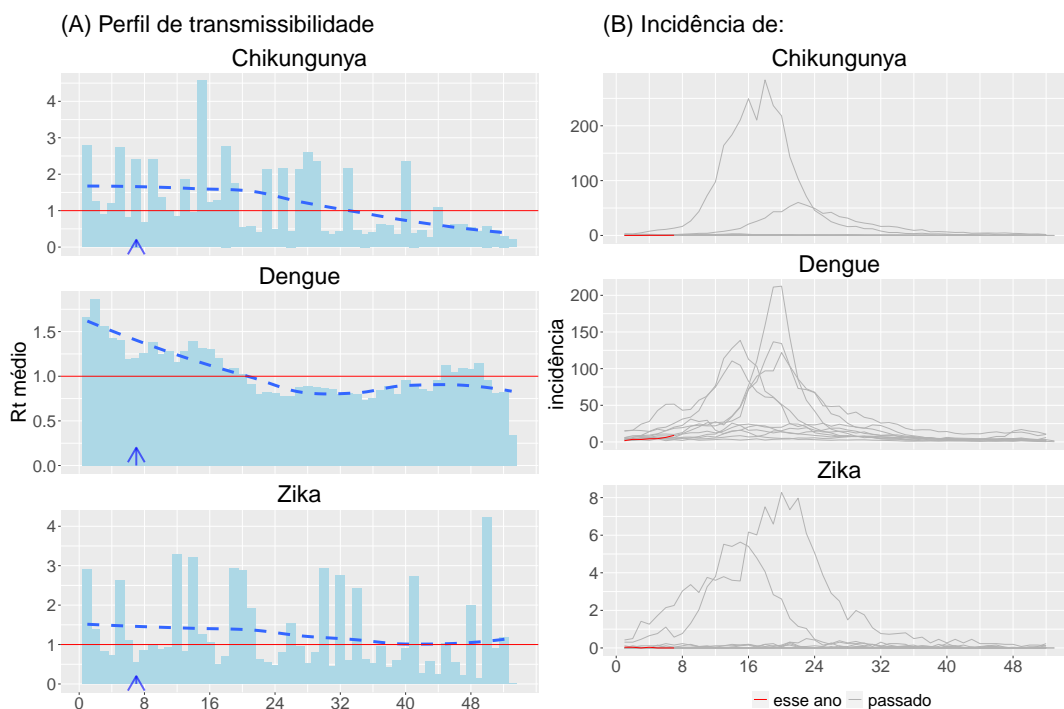 (A) Perfil de transmissibilidade
Chikungunya
4
3
2
1
0
Dengue
Rt médio
1.5
1.0
0.5
0.0
Zika
4
3
2
1
0
0 8 16 24 32 40 48
(B) Incidência de:
Chikungunya
200
100
0
Dengue
incidência
200
150
100
50
0
Zika
8
6
4
2
0
0 8 16 24 32 40 48
esse ano passado